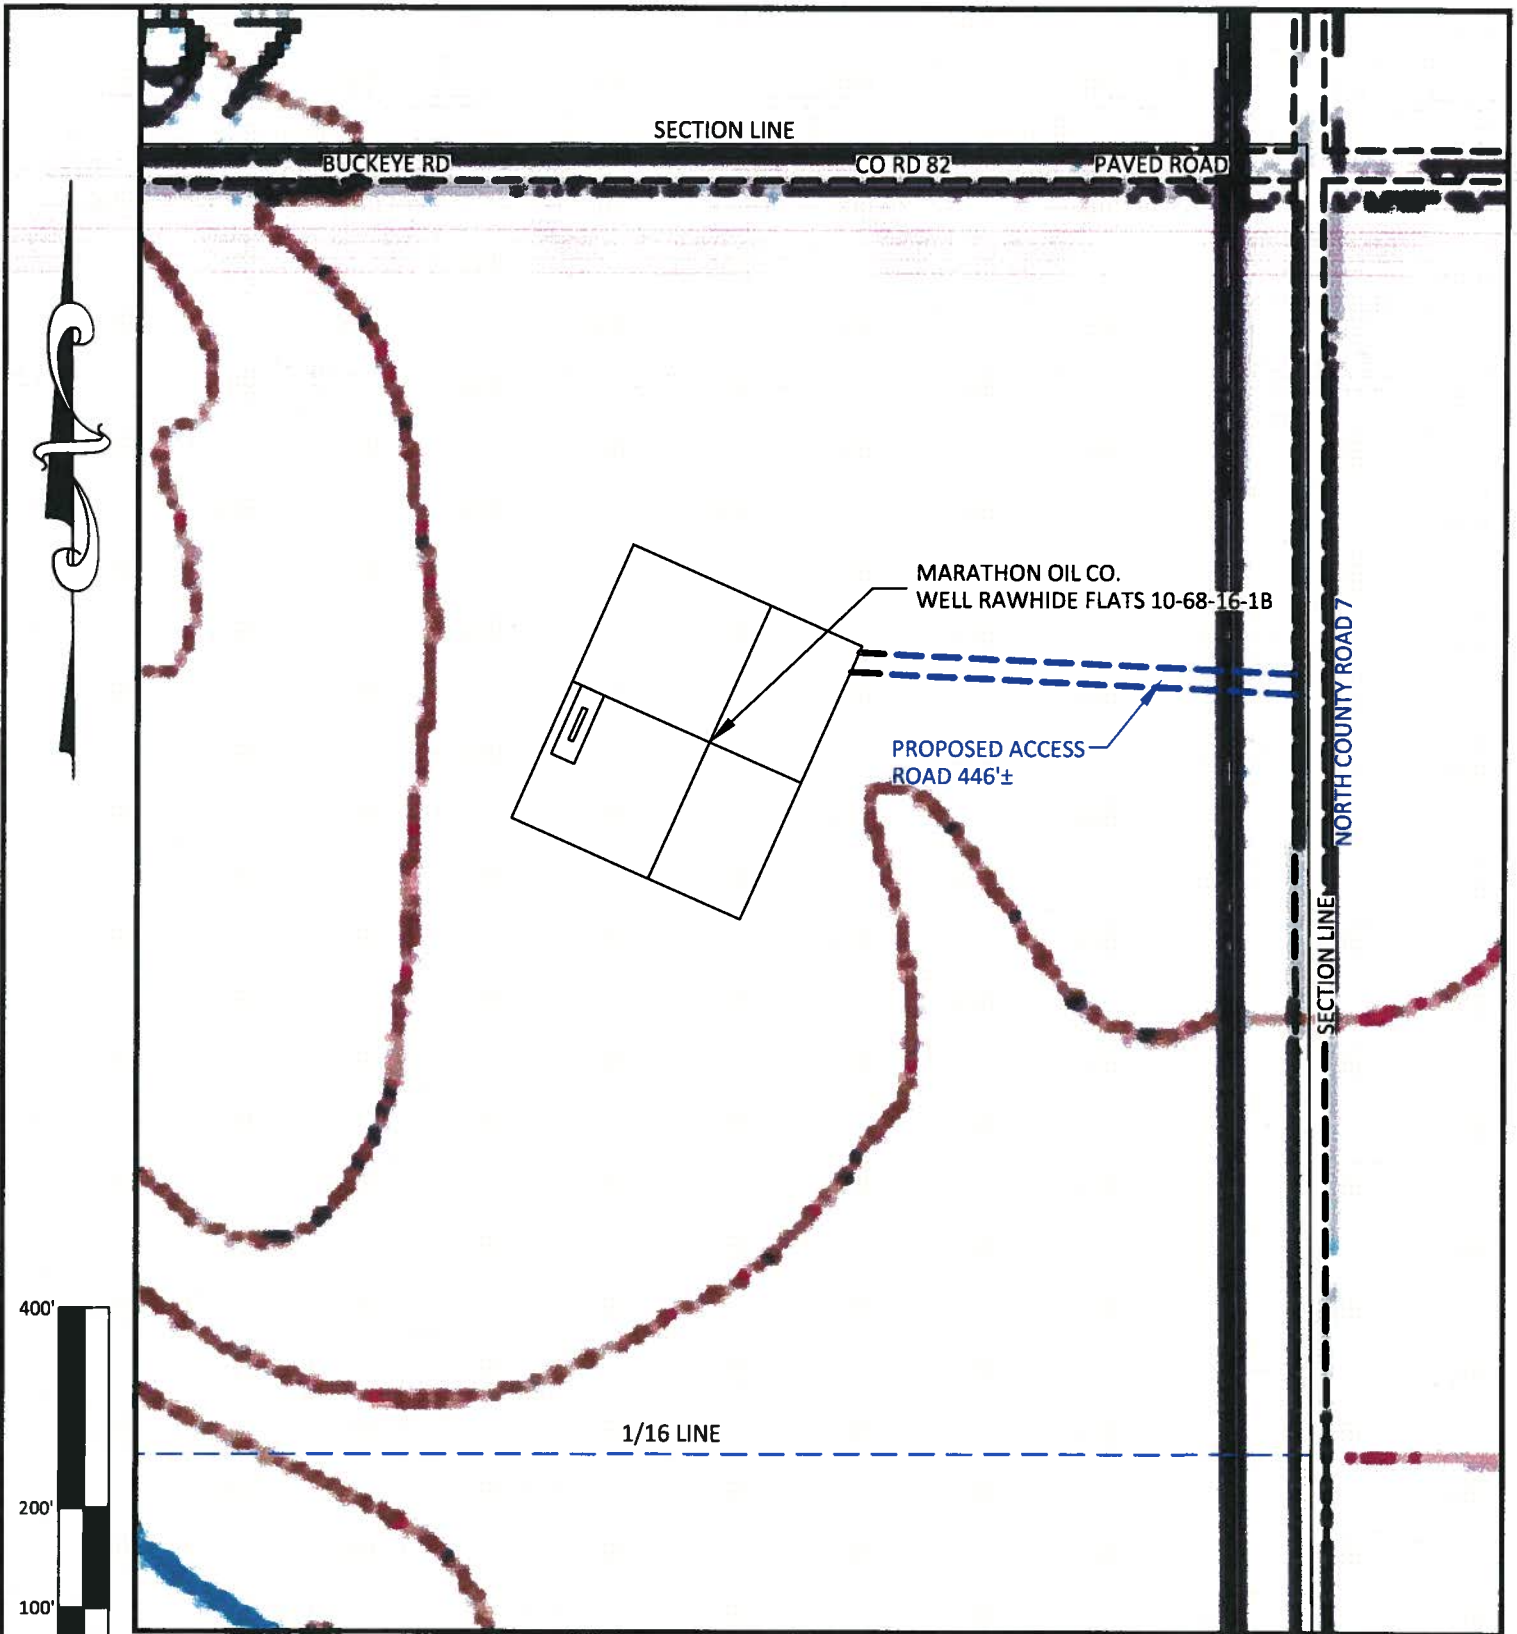 97
SECTION LINE
BUCKEYE RD
CO RD 82
PAVED ROAD
MARATHON OIL CO.
WELL RAWHIDE FLATS 10-68-16-1B
NORTH COUNTY ROAD 7
PROPOSED ACCESS
ROAD 446'±
SECTION LINE
400'
1/16 LINE
200'
100'